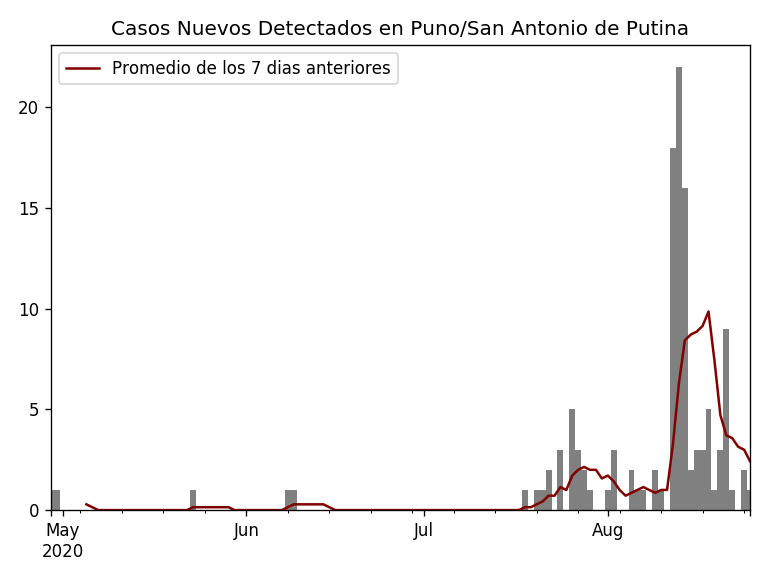 Casos Nuevos Detectados en Puno/San Antonio de Putina
Promedio de los 7 dias anteriores
20
15
10
5
0
May Jun Jul Aug
2020